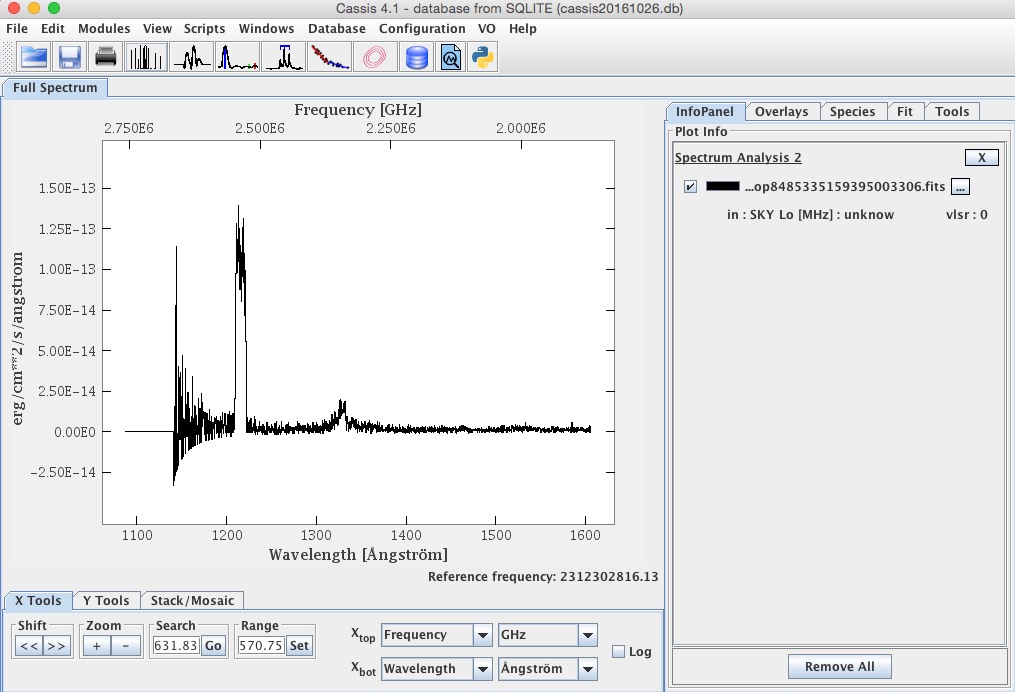 Cassis 4.1 - database from SQLITE (cassis20161026.db)
File Edit Modules View Scripts Windows Database Configuration VO Help
Full Spectrum
Frequency [GHz]
2.750E6 2.500E6 2.250E6 2.000E6
1.50E-13
1.25E-13
1.00E-13
7.50E-14
5.00E-14
2.50E-14
0.00E0
-2.50E-14
erg/cm**2/s/angstrom
1100 1200 1300 1400 1500 1600
Wavelength [Ångström]
Reference frequency: 2312302816.13
InfoPanel Overlays Species Fit Tools
Plot Info
Spectrum Analysis 2 X
...op8485335159395003306.fits ...
in : SKY Lo [MHz] : unknow vlsr : 0
Remove All
X Tools Y Tools Stack/Mosaic
Shift Zoom Search Range
<< >> + - 631.83 Go 570.75 Set
Xtop Frequency GHz
Xbot Wavelength Ångström
Log